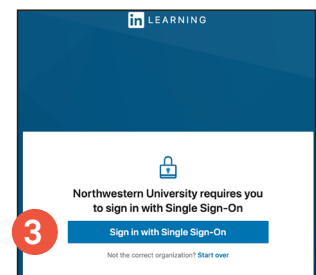 in LEARNING
Northwestern University requires you
to sign in with Single Sign-On
3
Sign in with Single Sign-On
Not the correct organization? Start over